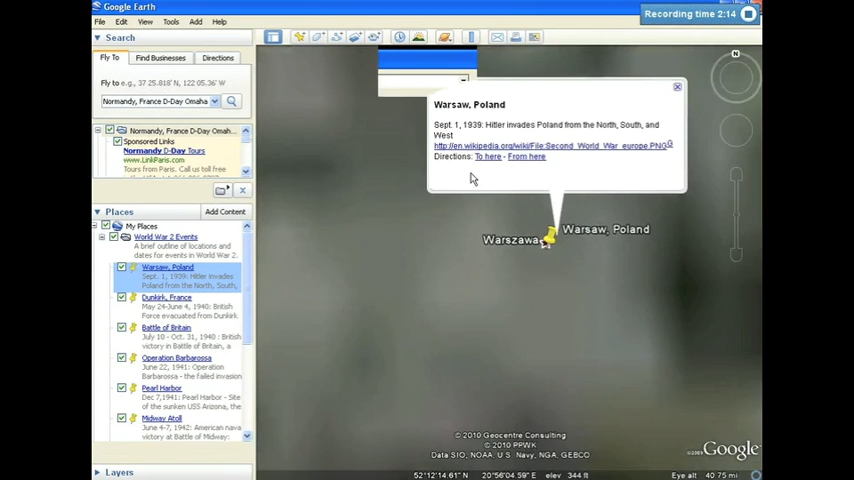 Google Earth
Recording time 2:14
File Edit View Tools Add Help
Search
Fly To Find Businesses Directions
Fly to e.g., 37 25.818' N, 122 05.36' W
Normandy, France D-Day Omaha
Normandy, France D-Day Oma...
Sponsored Links
Normandy D-Day Tours
www.LinkParis.com
Tours from Paris. Call us toll free
Places
Add Content
My Places
World War 2 Events
A brief outline of locations and
dates for events in World War 2.
Warsaw, Poland
Sept. 1, 1939: Hitler invades
Poland from the North, South,
Dunkirk, France
May 24-June 4, 1940: British
Force evacuated from Dunkirk
Battle of Britain
July 10 - Oct. 31, 1940 : British
victory in Battle of Britain, a
Operation Barbarossa
June 22, 1941: Operation
Barbarossa - the failed invasion
Pearl Harbor
Dec 7,1941: Pearl Harbor - Site
of the sunken USS Arizona, the
Midway Atoll
June 4-7, 1942: American nava
victory at Battle of Midway:
Layers
N
Warsaw, Poland
Sept. 1, 1939: Hitler invades Poland from the North, South, and
West
http://en.wikipedia.org/wiki/File:Second_World_War_europe.PNG
Directions: To here - From here
Warsaw, Poland
Warszawa
© 2010 Geocentre Consulting
© 2010 PPWK
Data SIO, NOAA, U.S. Navy, NGA, GEBCO
©2009 Google
52°12'14.61" N 20°56'04.59" E elev 344 ft Eye alt 40.75 mi